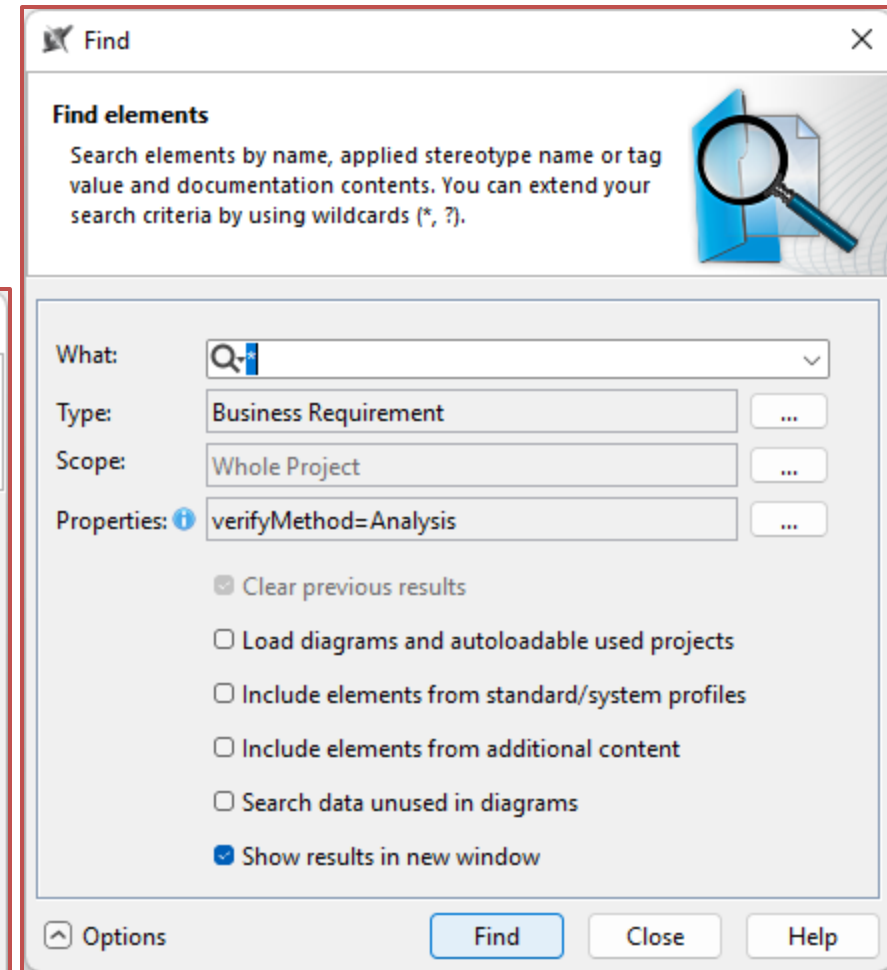 Find
Find elements
Search elements by name, applied stereotype name or tag
value and documentation contents. You can extend your
search criteria by using wildcards (*, ?).
What: *
Type: Business Requirement ...
Scope: Whole Project ...
Properties: verifyMethod=Analysis ...
Clear previous results
Load diagrams and autoloadable used projects
Include elements from standard/system profiles
Include elements from additional content
Search data unused in diagrams
Show results in new window
Options Find Close Help